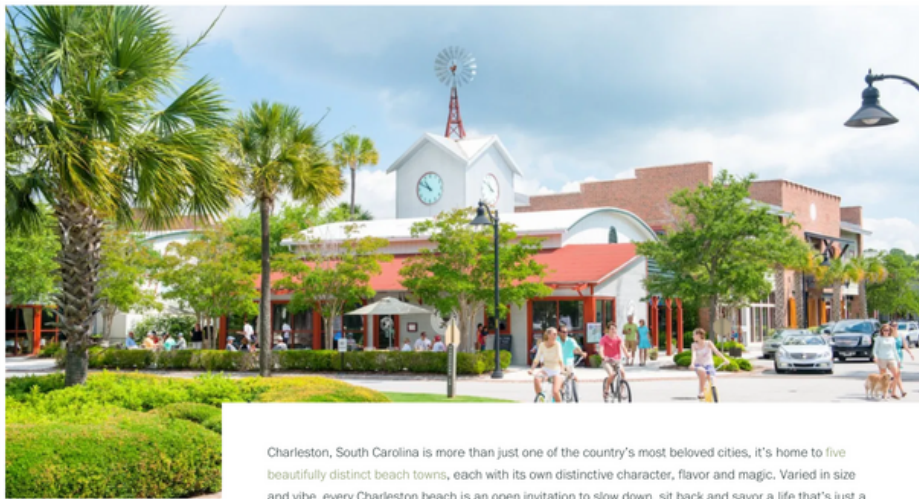 Charleston, South Carolina is more than just one of the country's most beloved cities, it's home to five
beautifully distinct beach towns, each with its own distinctive character, flavor and magic. Varied in size
and vibe, every Charleston beach is an open invitation to slow down, sit back and savor a life that's just a